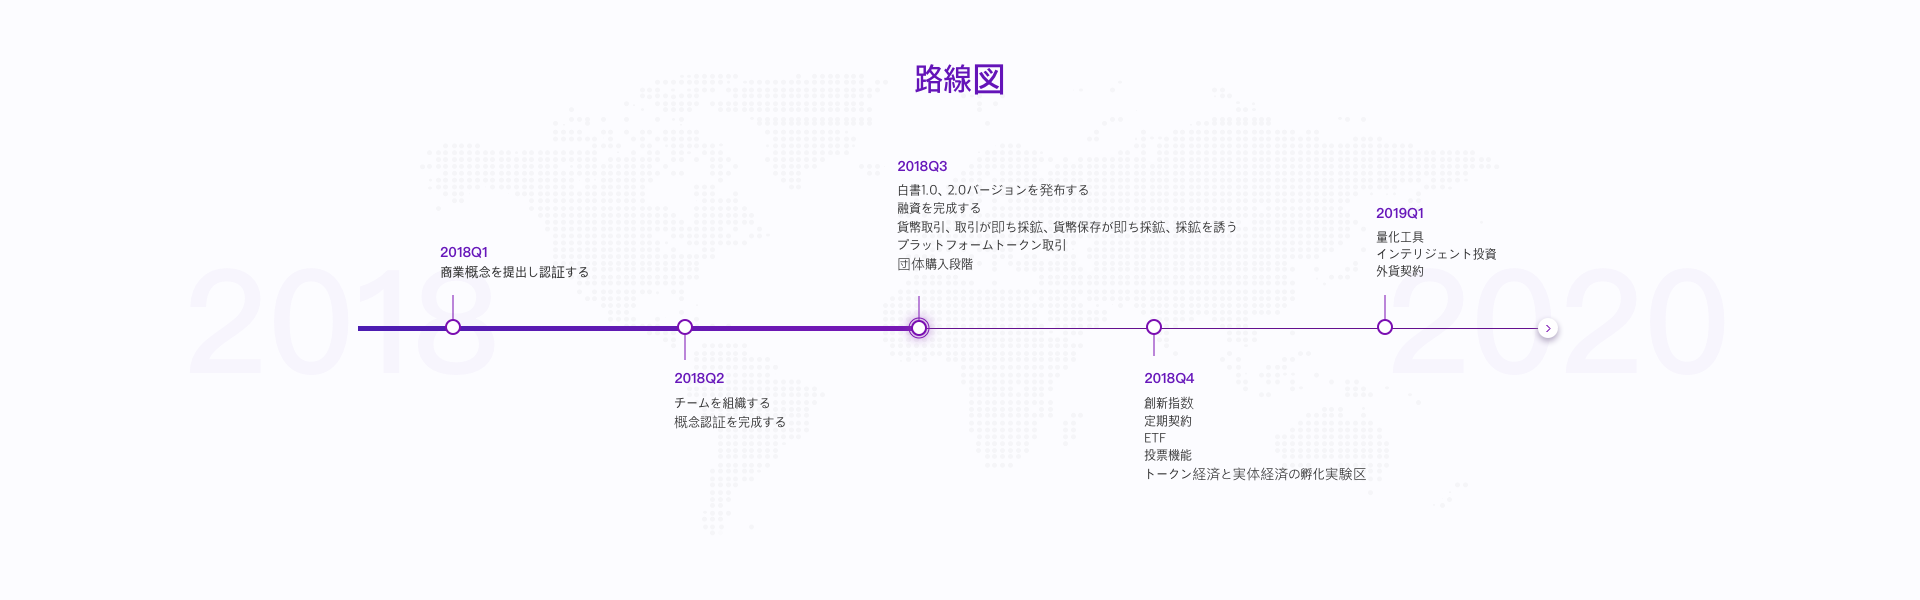 路線図
2018
2020
2018Q1
商業概念を提出し認証する
2018Q2
チームを組織する
概念認証を完成する
2018Q3
白書1.0、2.0バージョンを発布する
融資を完成する
貨幣取引、取引が即ち採鉱、貨幣保存が即ち採鉱、採鉱を誘う
プラットフォームトークン取引
団体購入段階
2018Q4
創新指数
定期契約
ETF
投票機能
トークン経済と実体経済の孵化実験区
2019Q1
量化工具
インテリジェント投資
外貨契約